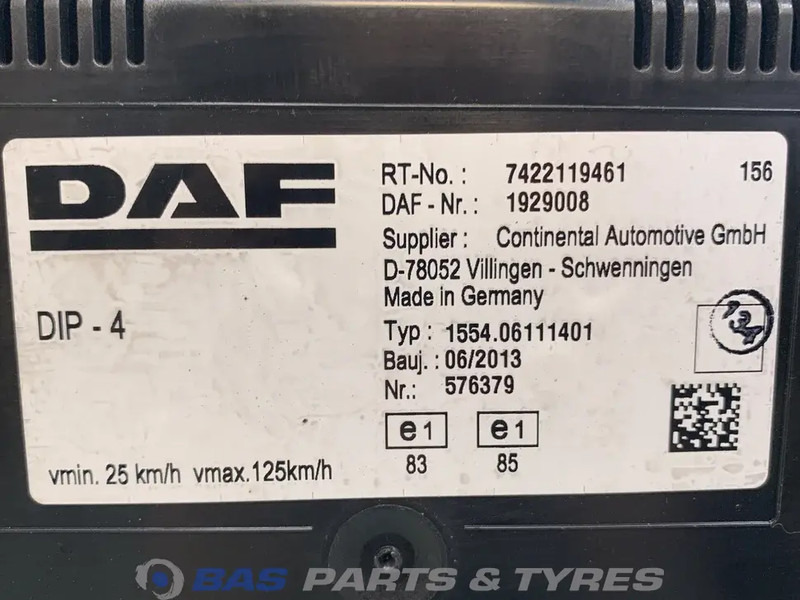 DAF
RT-No. : 7422119461 156
DAF - Nr. : 1929008
Supplier : Continental Automotive GmbH
D-78052 Villingen - Schwenningen
Made in Germany
DIP - 4
Typ : 1554.06111401
Bauj. : 06/2013
Nr.: 576379
e1 e1
83 85
vmin. 25 km/h vmax.125km/h
BAS PARTS & TYRES